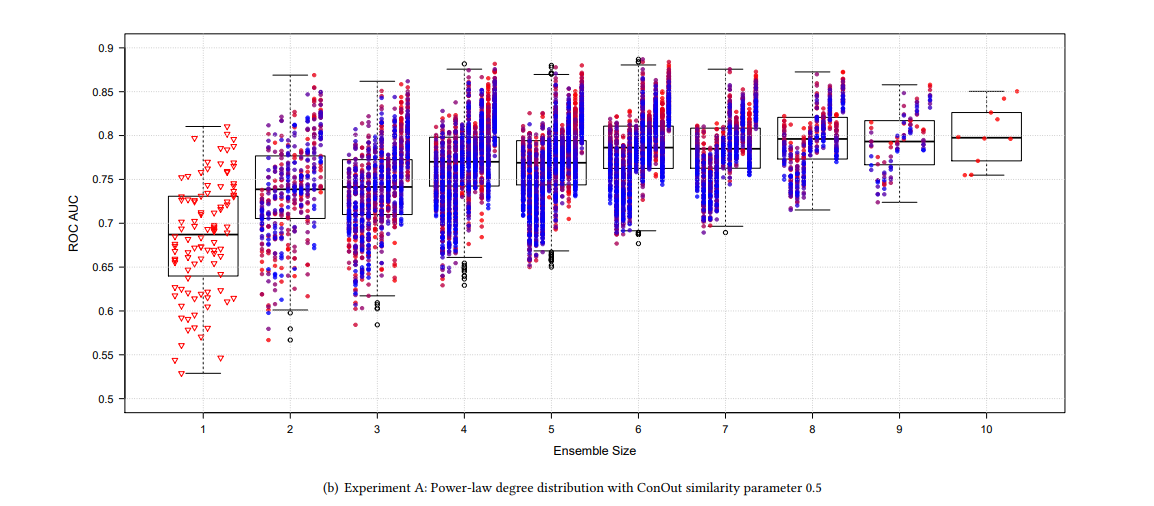 0.9
0.85
0.8
0.75
0.7
0.65
0.6
0.55
0.5
ROC AUC
1 2 3 4 5 6 7 8 9 10
Ensemble Size
(b) Experiment A: Power-law degree distribution with ConOut similarity parameter 0.5